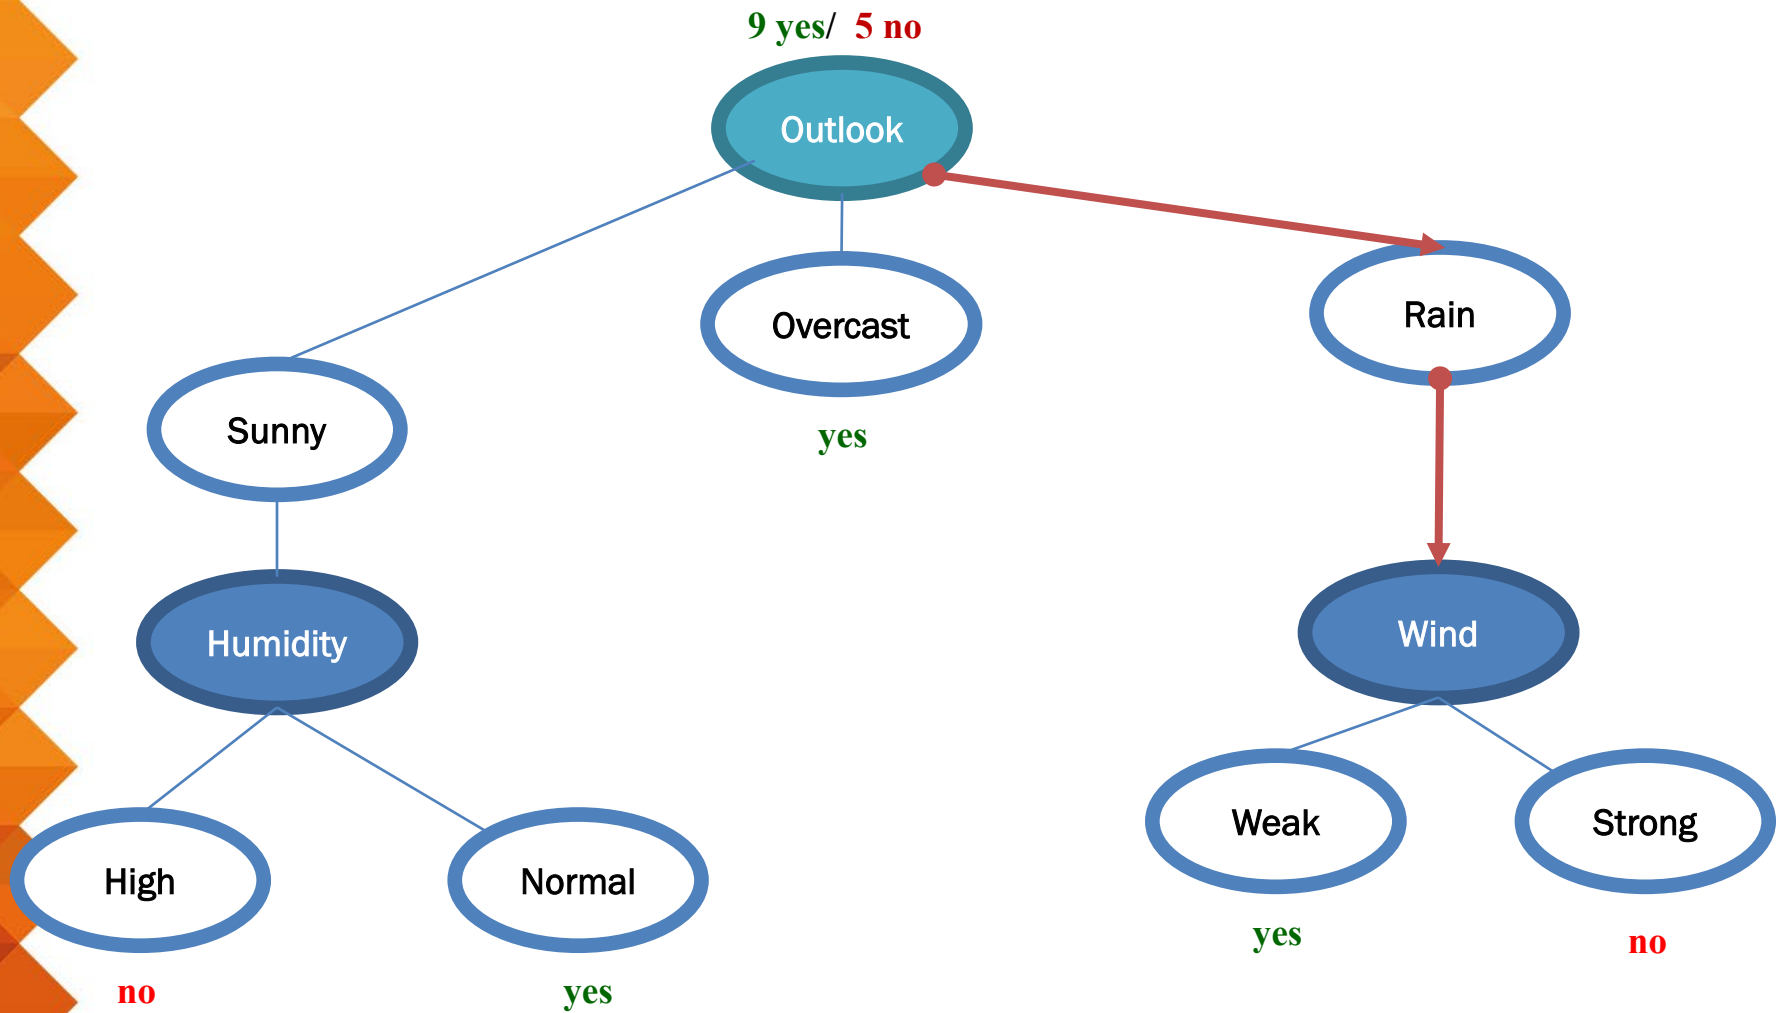 9 yes/ 5 no
Outlook
Overcast
yes
Rain
Sunny
Humidity
Wind
High
no
Normal
yes
Weak
yes
Strong
no